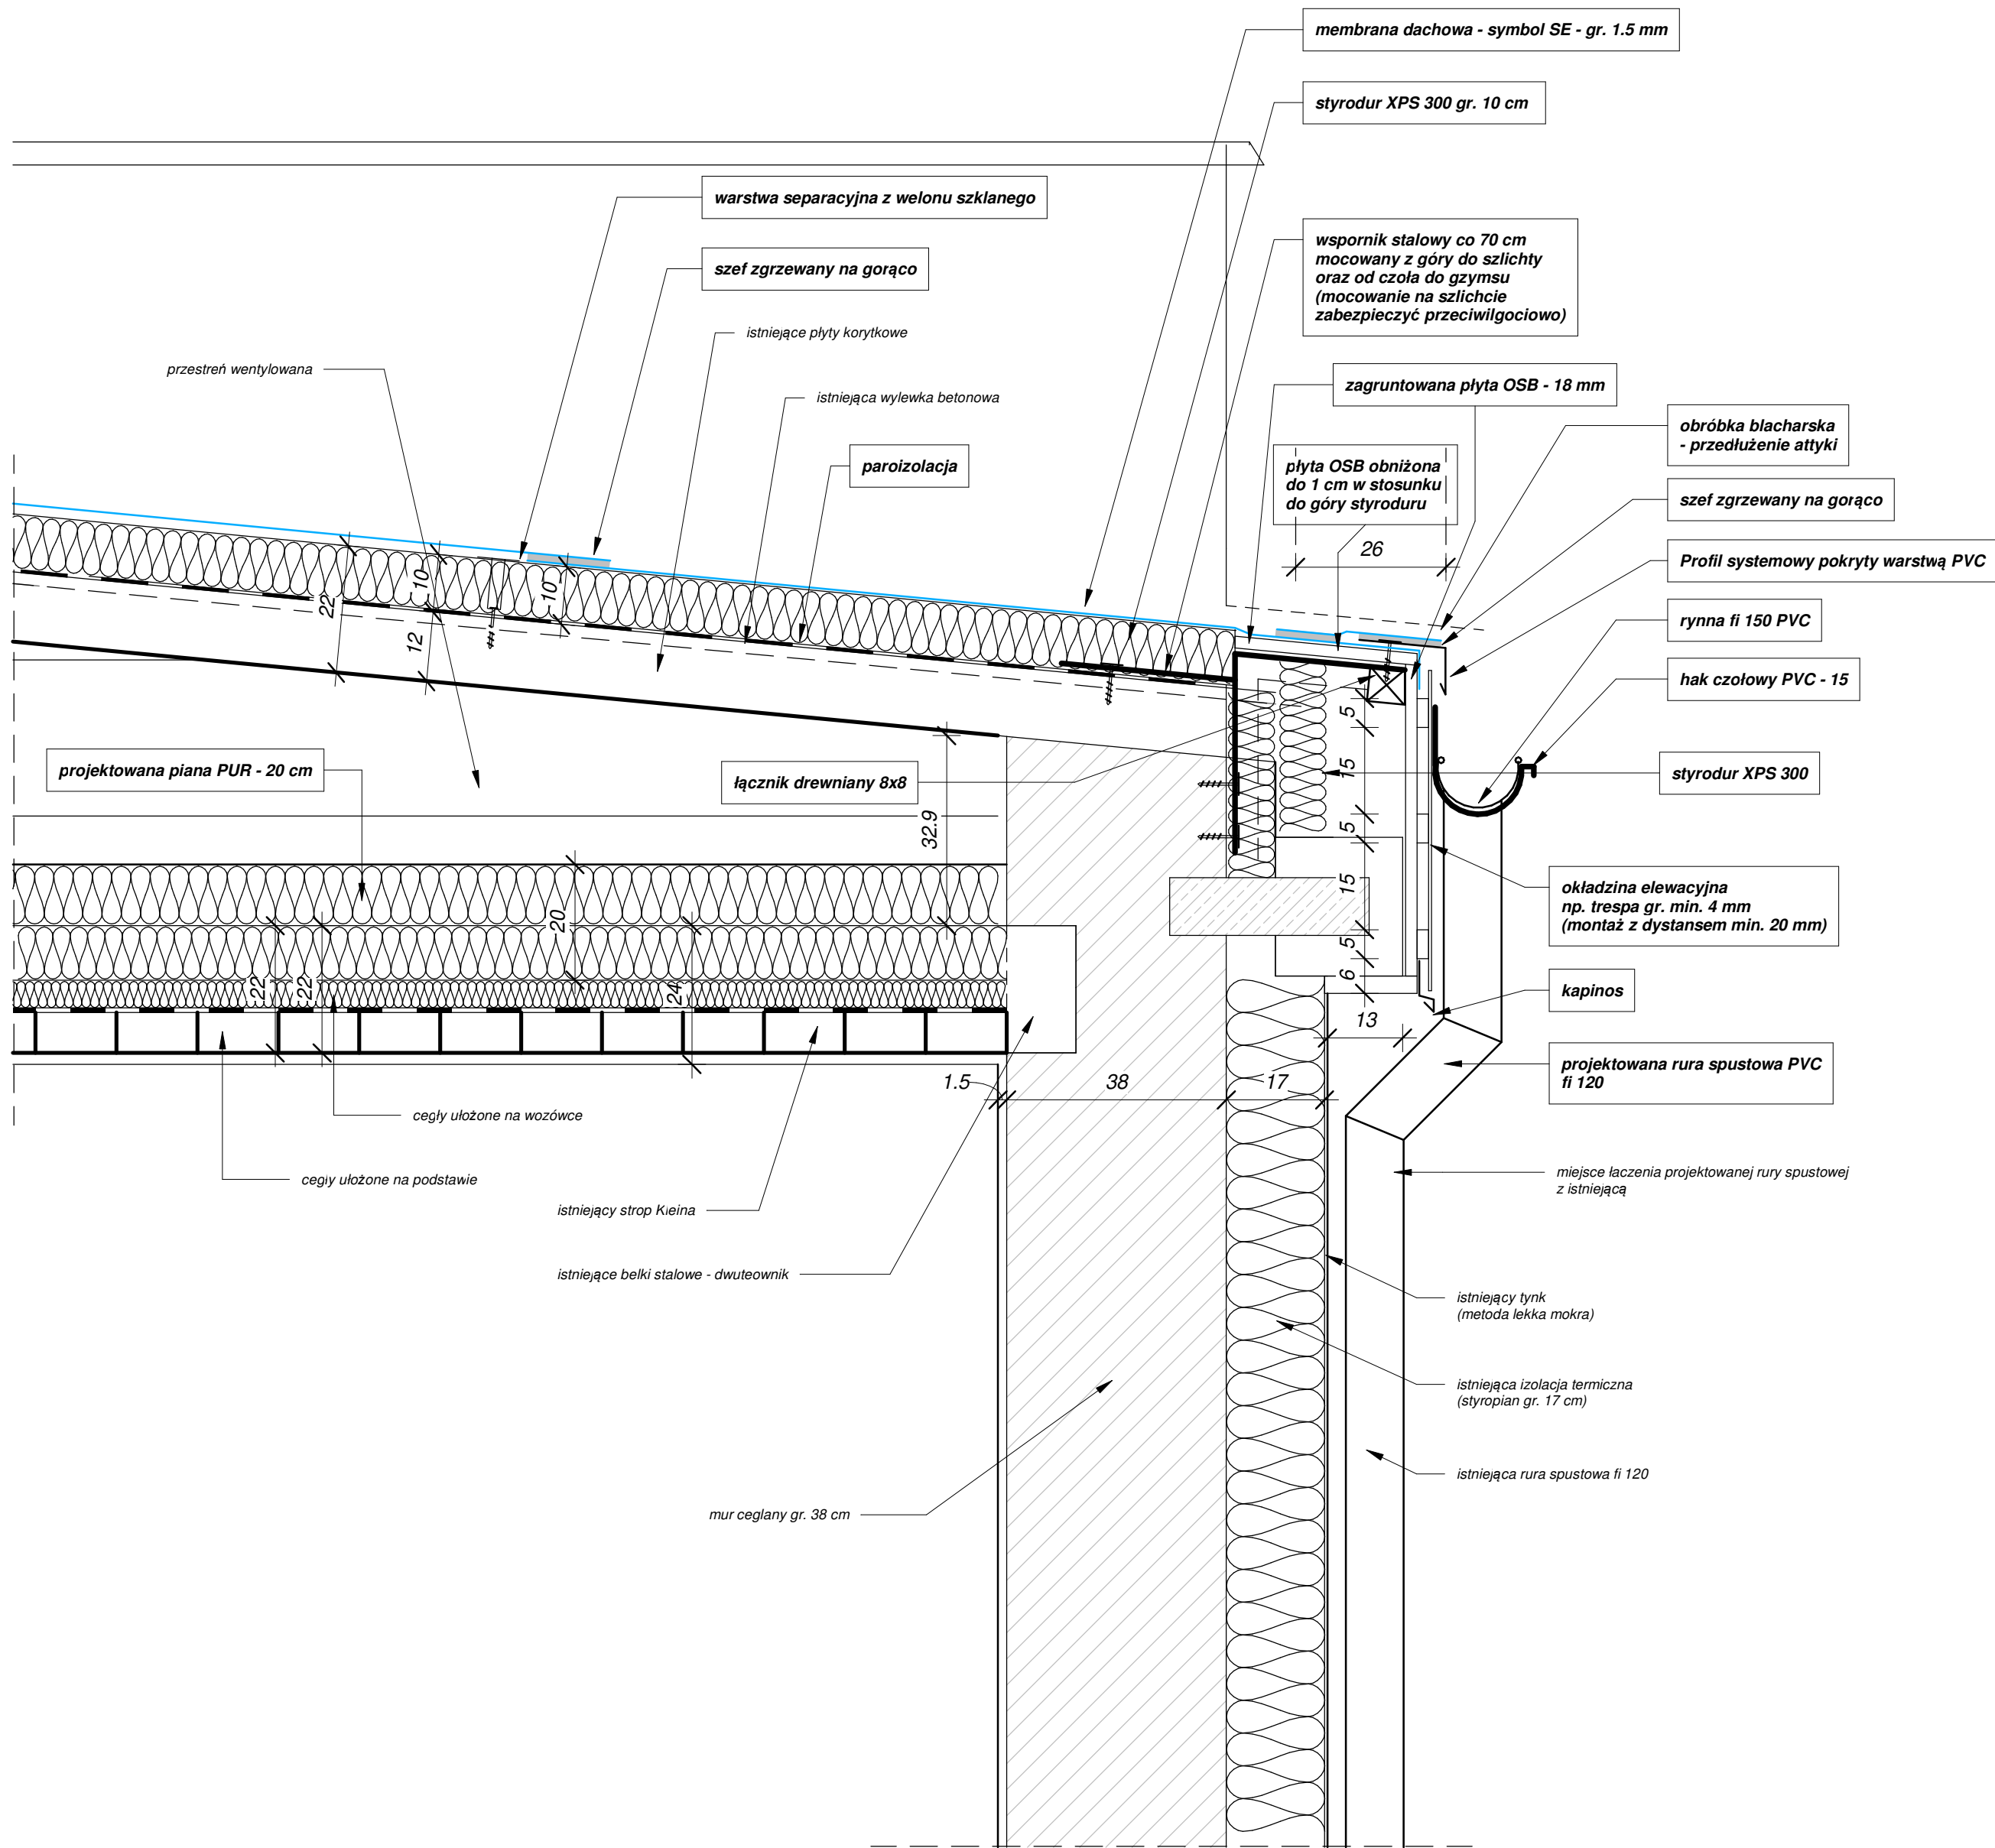 membrana dachowa - symbol SE - gr. 1.5 mm
styrodur XPS 300 gr. 10 cm
warstwa separacyjna z welonu szklanego
szef zgrzewany na gorąco
wspornik stalowy co 70 cm
mocowany z góry do szlichty
oraz od czoła do gzymsu
(mocowanie na szlichcie
zabezpieczyć przeciwilgociowo)
istniejące płyty korytkowe
przestreń wentylowana
istniejąca wylewka betonowa
zagruntowana płyta OSB - 18 mm
obróbka blacharska
- przedłużenie attyki
paroizolacja
płyta OSB obniżona
do 1 cm w stosunku
do góry styroduru
szef zgrzewany na gorąco
26
Profil systemowy pokryty warstwą PVC
22
10
12
10
rynna fi 150 PVC
hak czołowy PVC - 15
projektowana piana PUR - 20 cm
łącznik drewniany 8x8
styrodur XPS 300
32.9
5
15
5
15
5
6
okładzina elewacyjna
np. trespa gr. min. 4 mm
(montaż z dystansem min. 20 mm)
20
22
22
24
kapinos
13
projektowana rura spustowa PVC
fi 120
1.5
38
17
cegły ułożone na wozówce
cegły ułożone na podstawie
miejsce łaczenia projektowanej rury spustowej
z istniejącą
istniejący strop Kleina
istniejące belki stalowe - dwuteownik
istniejący tynk
(metoda lekka mokra)
istniejąca izolacja termiczna
(styropian gr. 17 cm)
istniejąca rura spustowa fi 120
mur ceglany gr. 38 cm